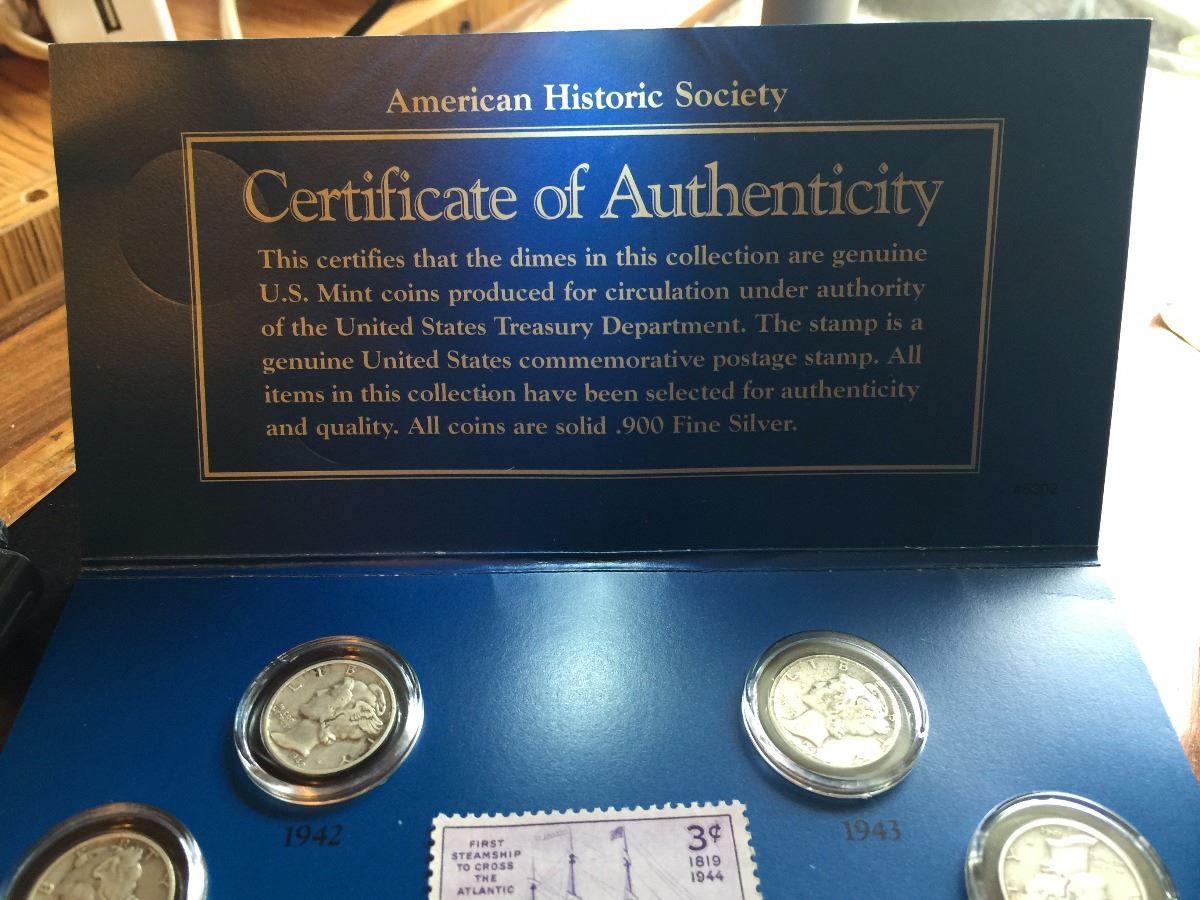 American Historic Society
Certificate of Authenticity
This certifies that the dimes in this collection are genuine
U.S. Mint coins produced for circulation under authority
of the United States Treasury Department. The stamp is a
genuine United States commemorative postage stamp. All
items in this collection have been selected for authenticity
and quality. All coins are solid .900 Fine Silver.
LIB
LIB
1942
1943
FIRST
STEAMSHIP
TO CROSS
THE
ATLANTIC
3¢
1819
1944